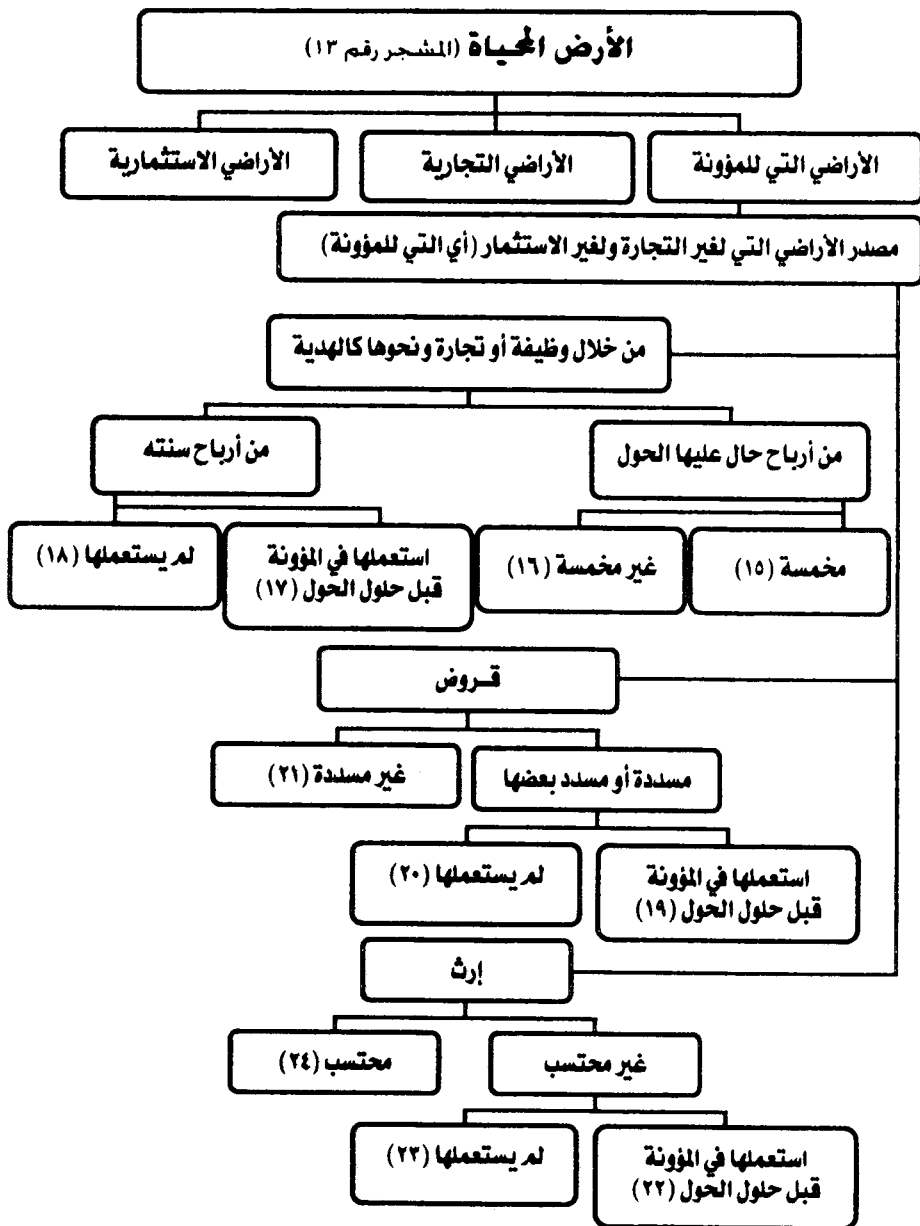 الأرض المحياة (المشجر رقم ١٣)
الأراضي التي للمؤونة
الأراضي التجارية
الأراضي الاستثمارية
مصدر الأراضي التي لغير التجارة ولغير الاستثمار (أي التي للمؤونة)
من خلال وظيفة أو تجارة ونحوها كالهدية
من أرباح حال عليها الحول
من أرباح سنته
مخمسة (١٥)
غير مخمسة (١٦)
استعملها في المؤونة
قبل حلول الحول (١٧)
لم يستعملها (١٨)
قروض
مسددة أو مسدد بعضها
غير مسددة (٢١)
استعملها في المؤونة
قبل حلول الحول (١٩)
لم يستعملها (٢٠)
إرث
غير محتسب
محتسب (٢٤)
استعملها في المؤونة
قبل حلول الحول (٢٢)
لم يستعملها (٢٣)